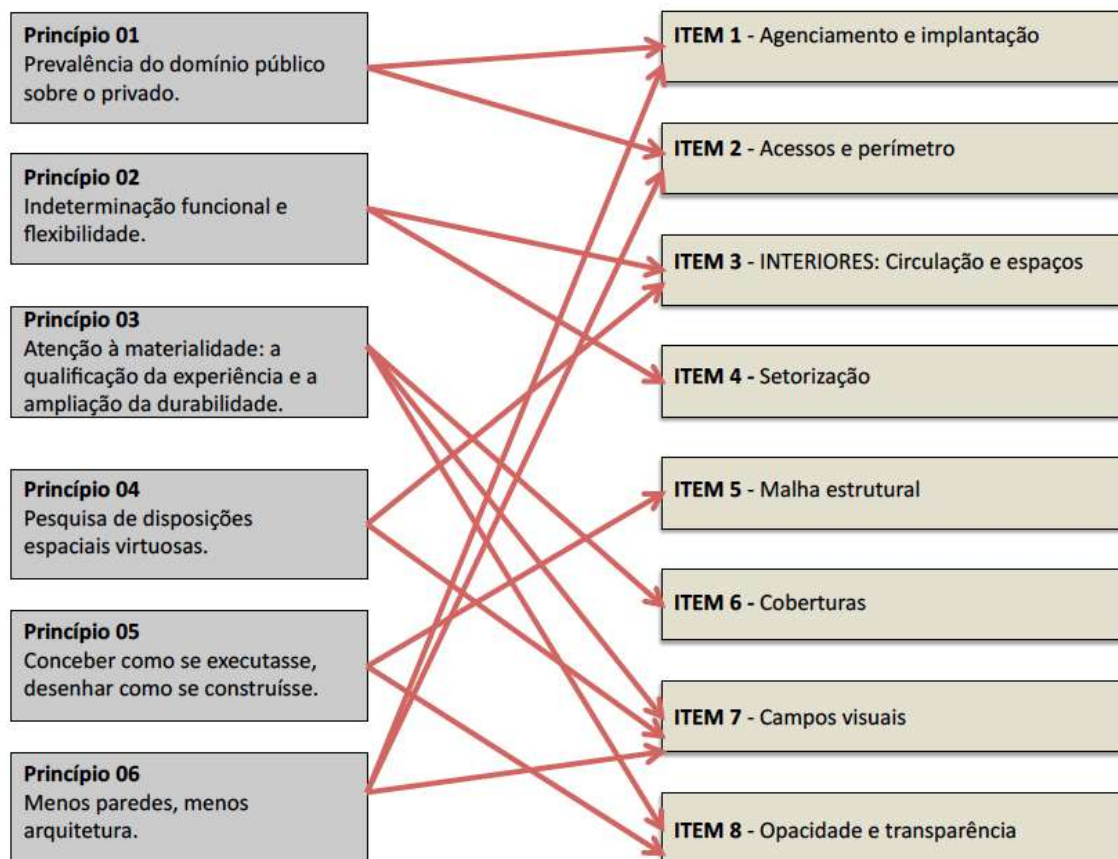 Princípio 01
Prevalência do domínio público
sobre o privado.
Princípio 02
Indeterminação funcional e
flexibilidade.
Princípio 03
Atenção à materialidade: a
qualificação da experiência e a
ampliação da durabilidade.
Princípio 04
Pesquisa de disposições
espaciais virtuosas.
Princípio 05
Conceber como se executasse,
desenhar como se construísse.
Princípio 06
Menos paredes, menos
arquitetura.
ITEM 1 - Agenciamento e implantação
ITEM 2 - Acessos e perímetro
ITEM 3 - INTERIORES: Circulação e espaços
ITEM 4 - Setorização
ITEM 5 - Malha estrutural
ITEM 6 - Coberturas
ITEM 7 - Campos visuais
ITEM 8 - Opacidade e transparência